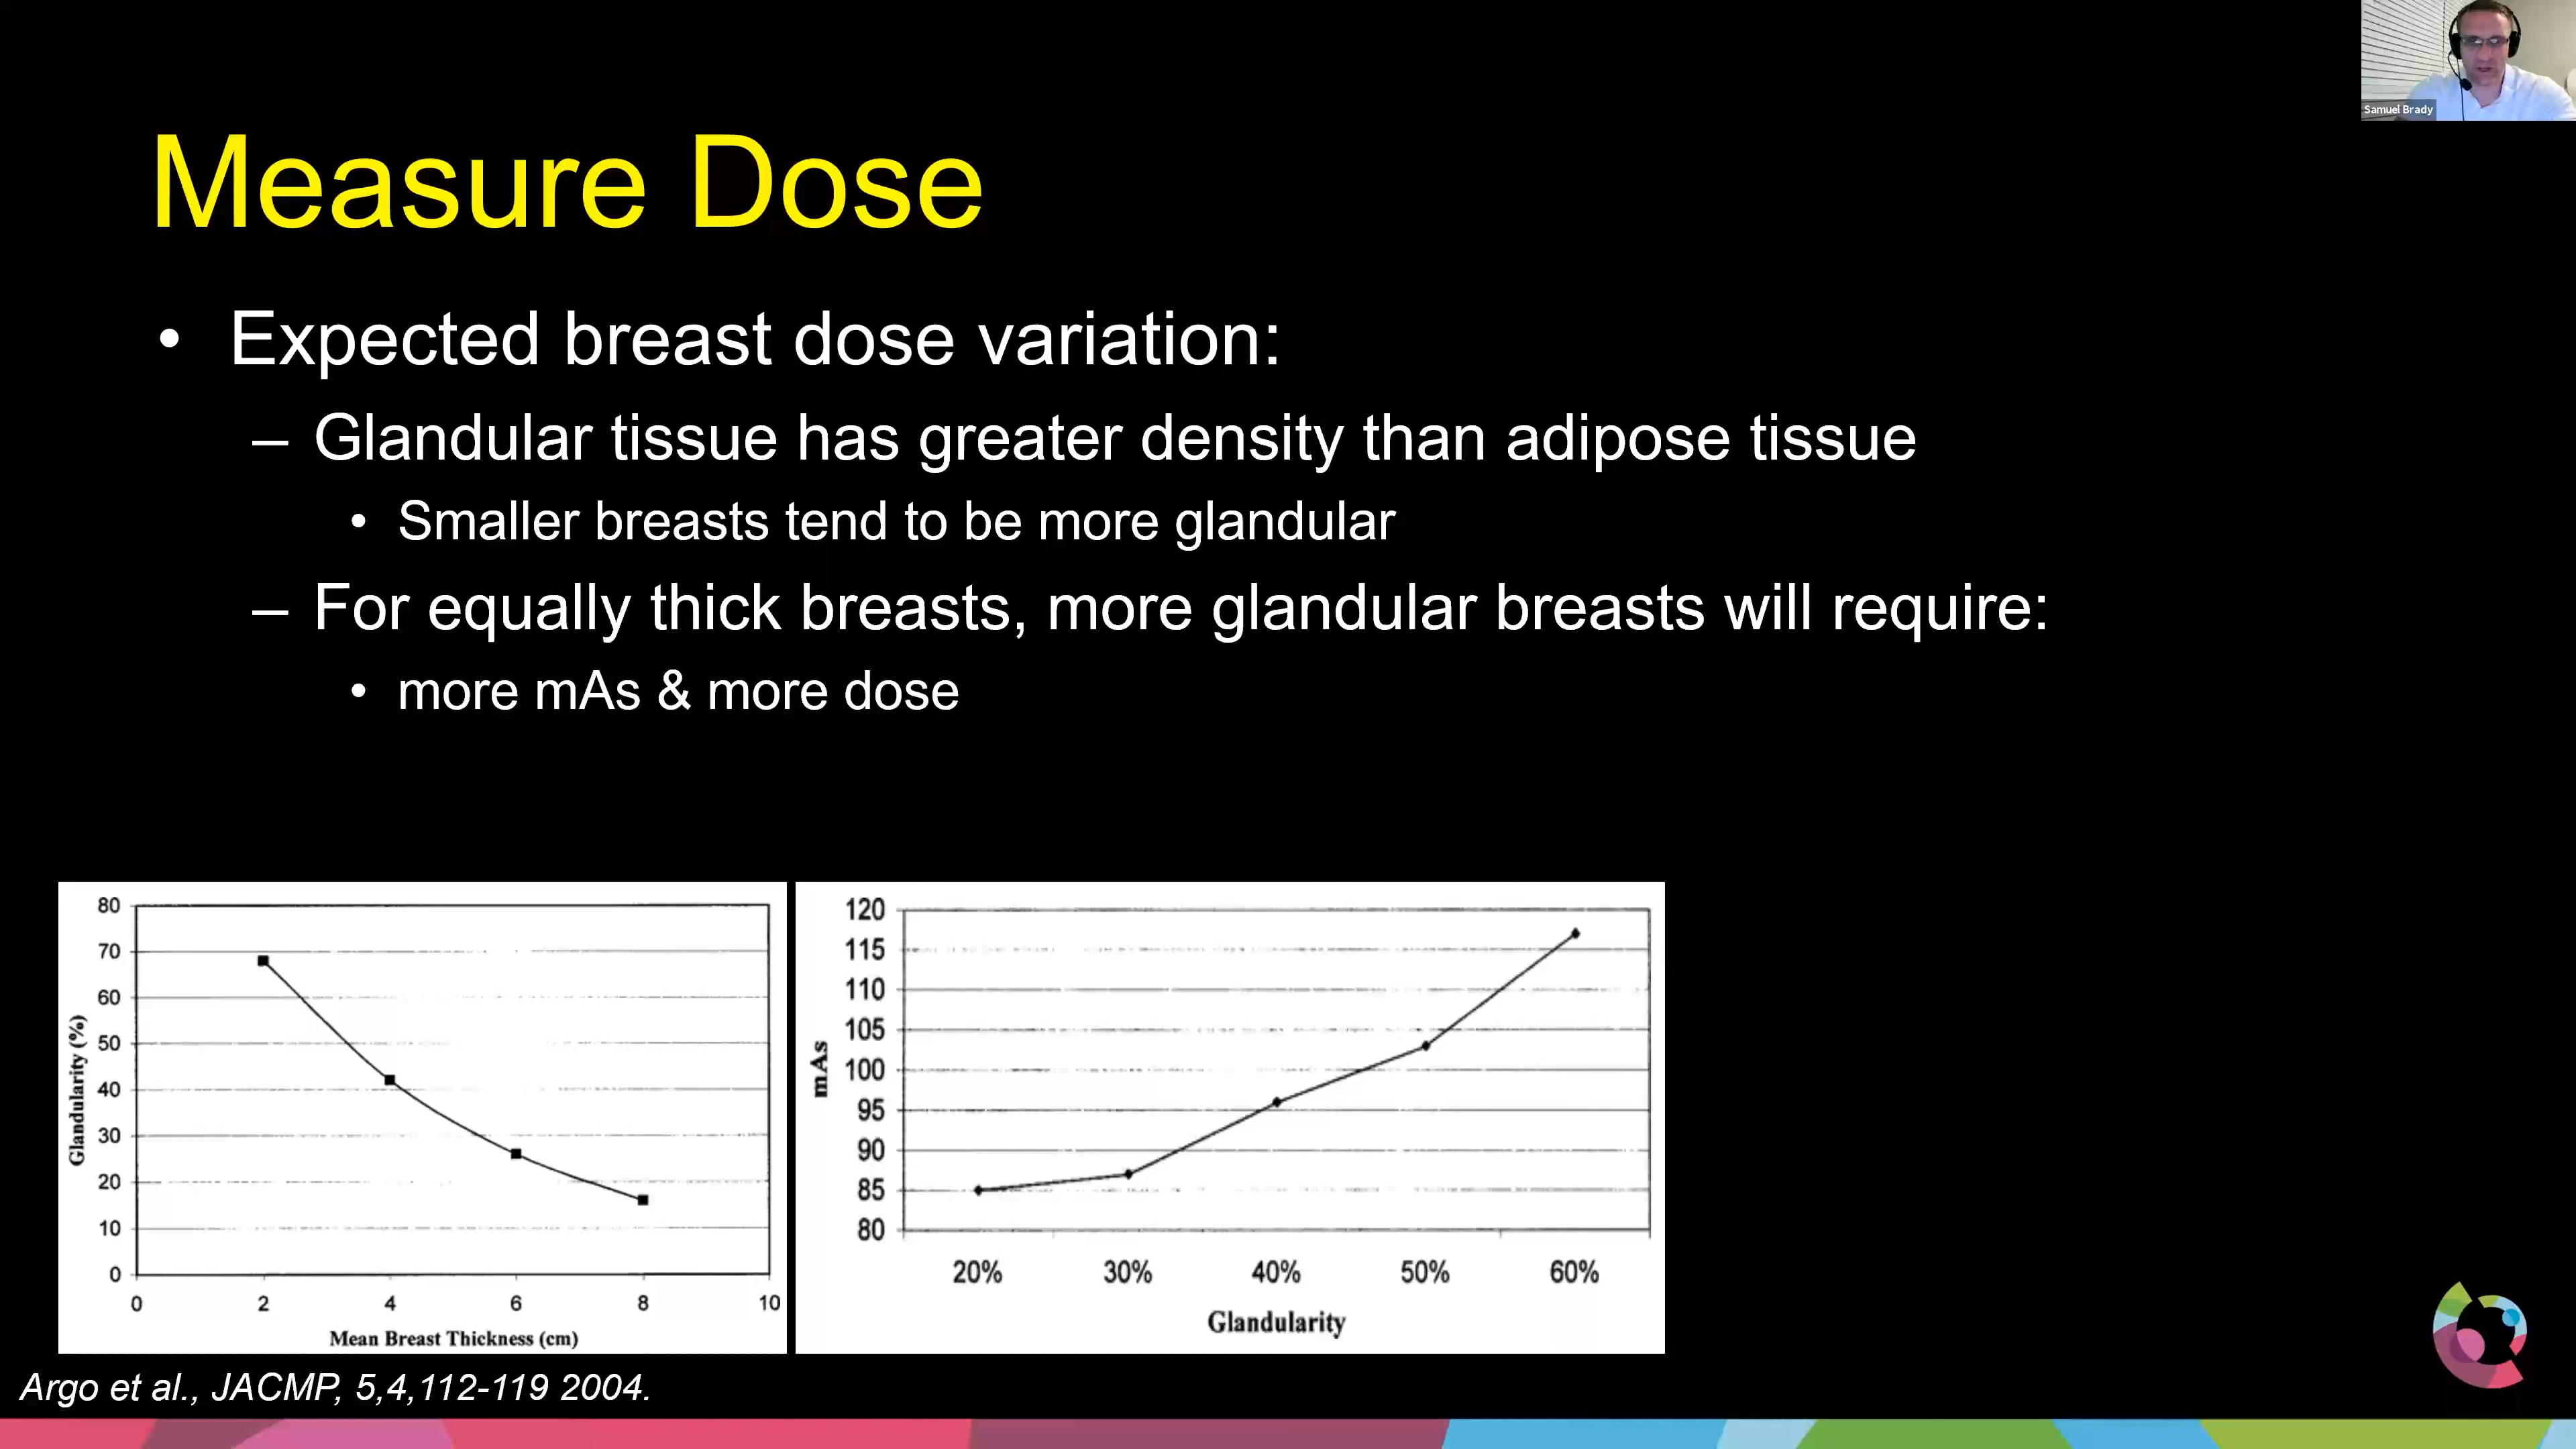 Samuel Brady
Measure Dose
• Expected breast dose variation:
– Glandular tissue has greater density than adipose tissue
• Smaller breasts tend to be more glandular
– For equally thick breasts, more glandular breasts will require:
• more mAs & more dose
80
70
60
50
40
30
20
10
0
Glandularity (%)
0 2 4 6 8 10
Mean Breast Thickness (cm)
120
115
110
105
100
95
90
85
80
mAs
20% 30% 40% 50% 60%
Glandularity
Argo et al., JACMP, 5,4,112-119 2004.